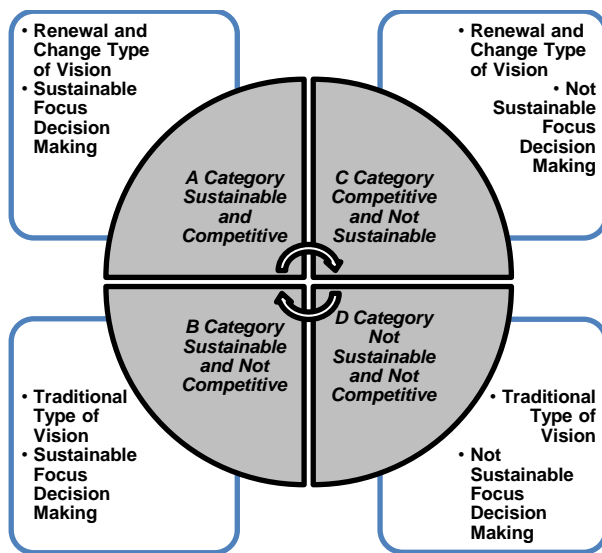 • Renewal and
Change Type
of Vision
• Sustainable
Focus
Decision
Making
• Renewal and
Change Type
of Vision
• Not
Sustainable
Focus
Decision
Making
A Category
Sustainable
and
Competitive
C Category
Competitive
and Not
Sustainable
B Category
Sustainable
and Not
Competitive
D Category
Not
Sustainable
and Not
Competitive
• Traditional
Type of
Vision
• Sustainable
Focus
Decision
Making
• Traditional
Type of
Vision
• Not
Sustainable
Focus
Decision
Making